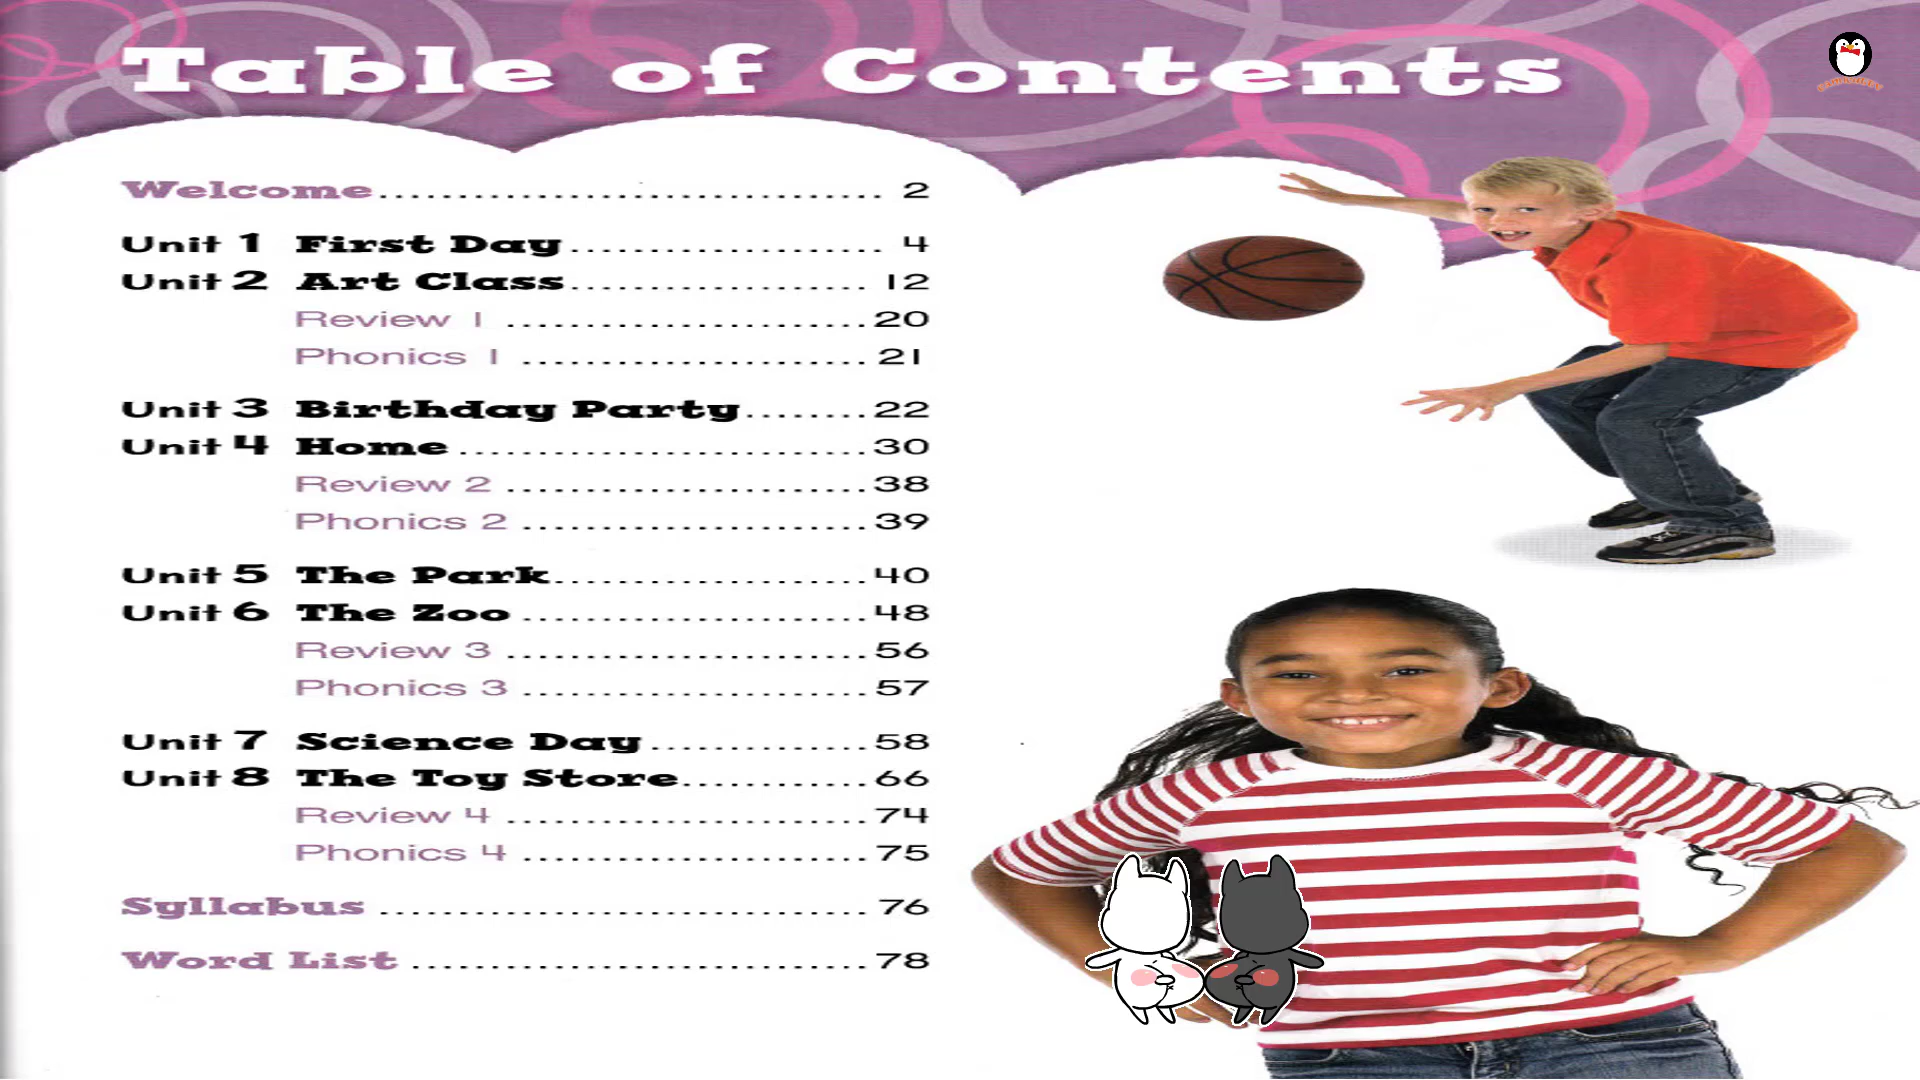 Table of Contents
Welcome................................ 2
Unit 1 First Day.................... 4
Unit 2 Art Class................... 12
Review 1 .......................20
Phonics 1 ...................... 21
Unit 3 Birthday Party........22
Unit 4 Home ..........................30
Review 2 .......................38
Phonics 2 ......................39
Unit 5 The Park....................40
Unit 6 The Zoo ......................48
Review 3 .......................56
Phonics 3 ......................57
Unit 7 Science Day ..............58
Unit 8 The Toy Store............66
Review 4 .......................74
Phonics 4 ......................75
Syllabus ............................... 76
Word List .............................78